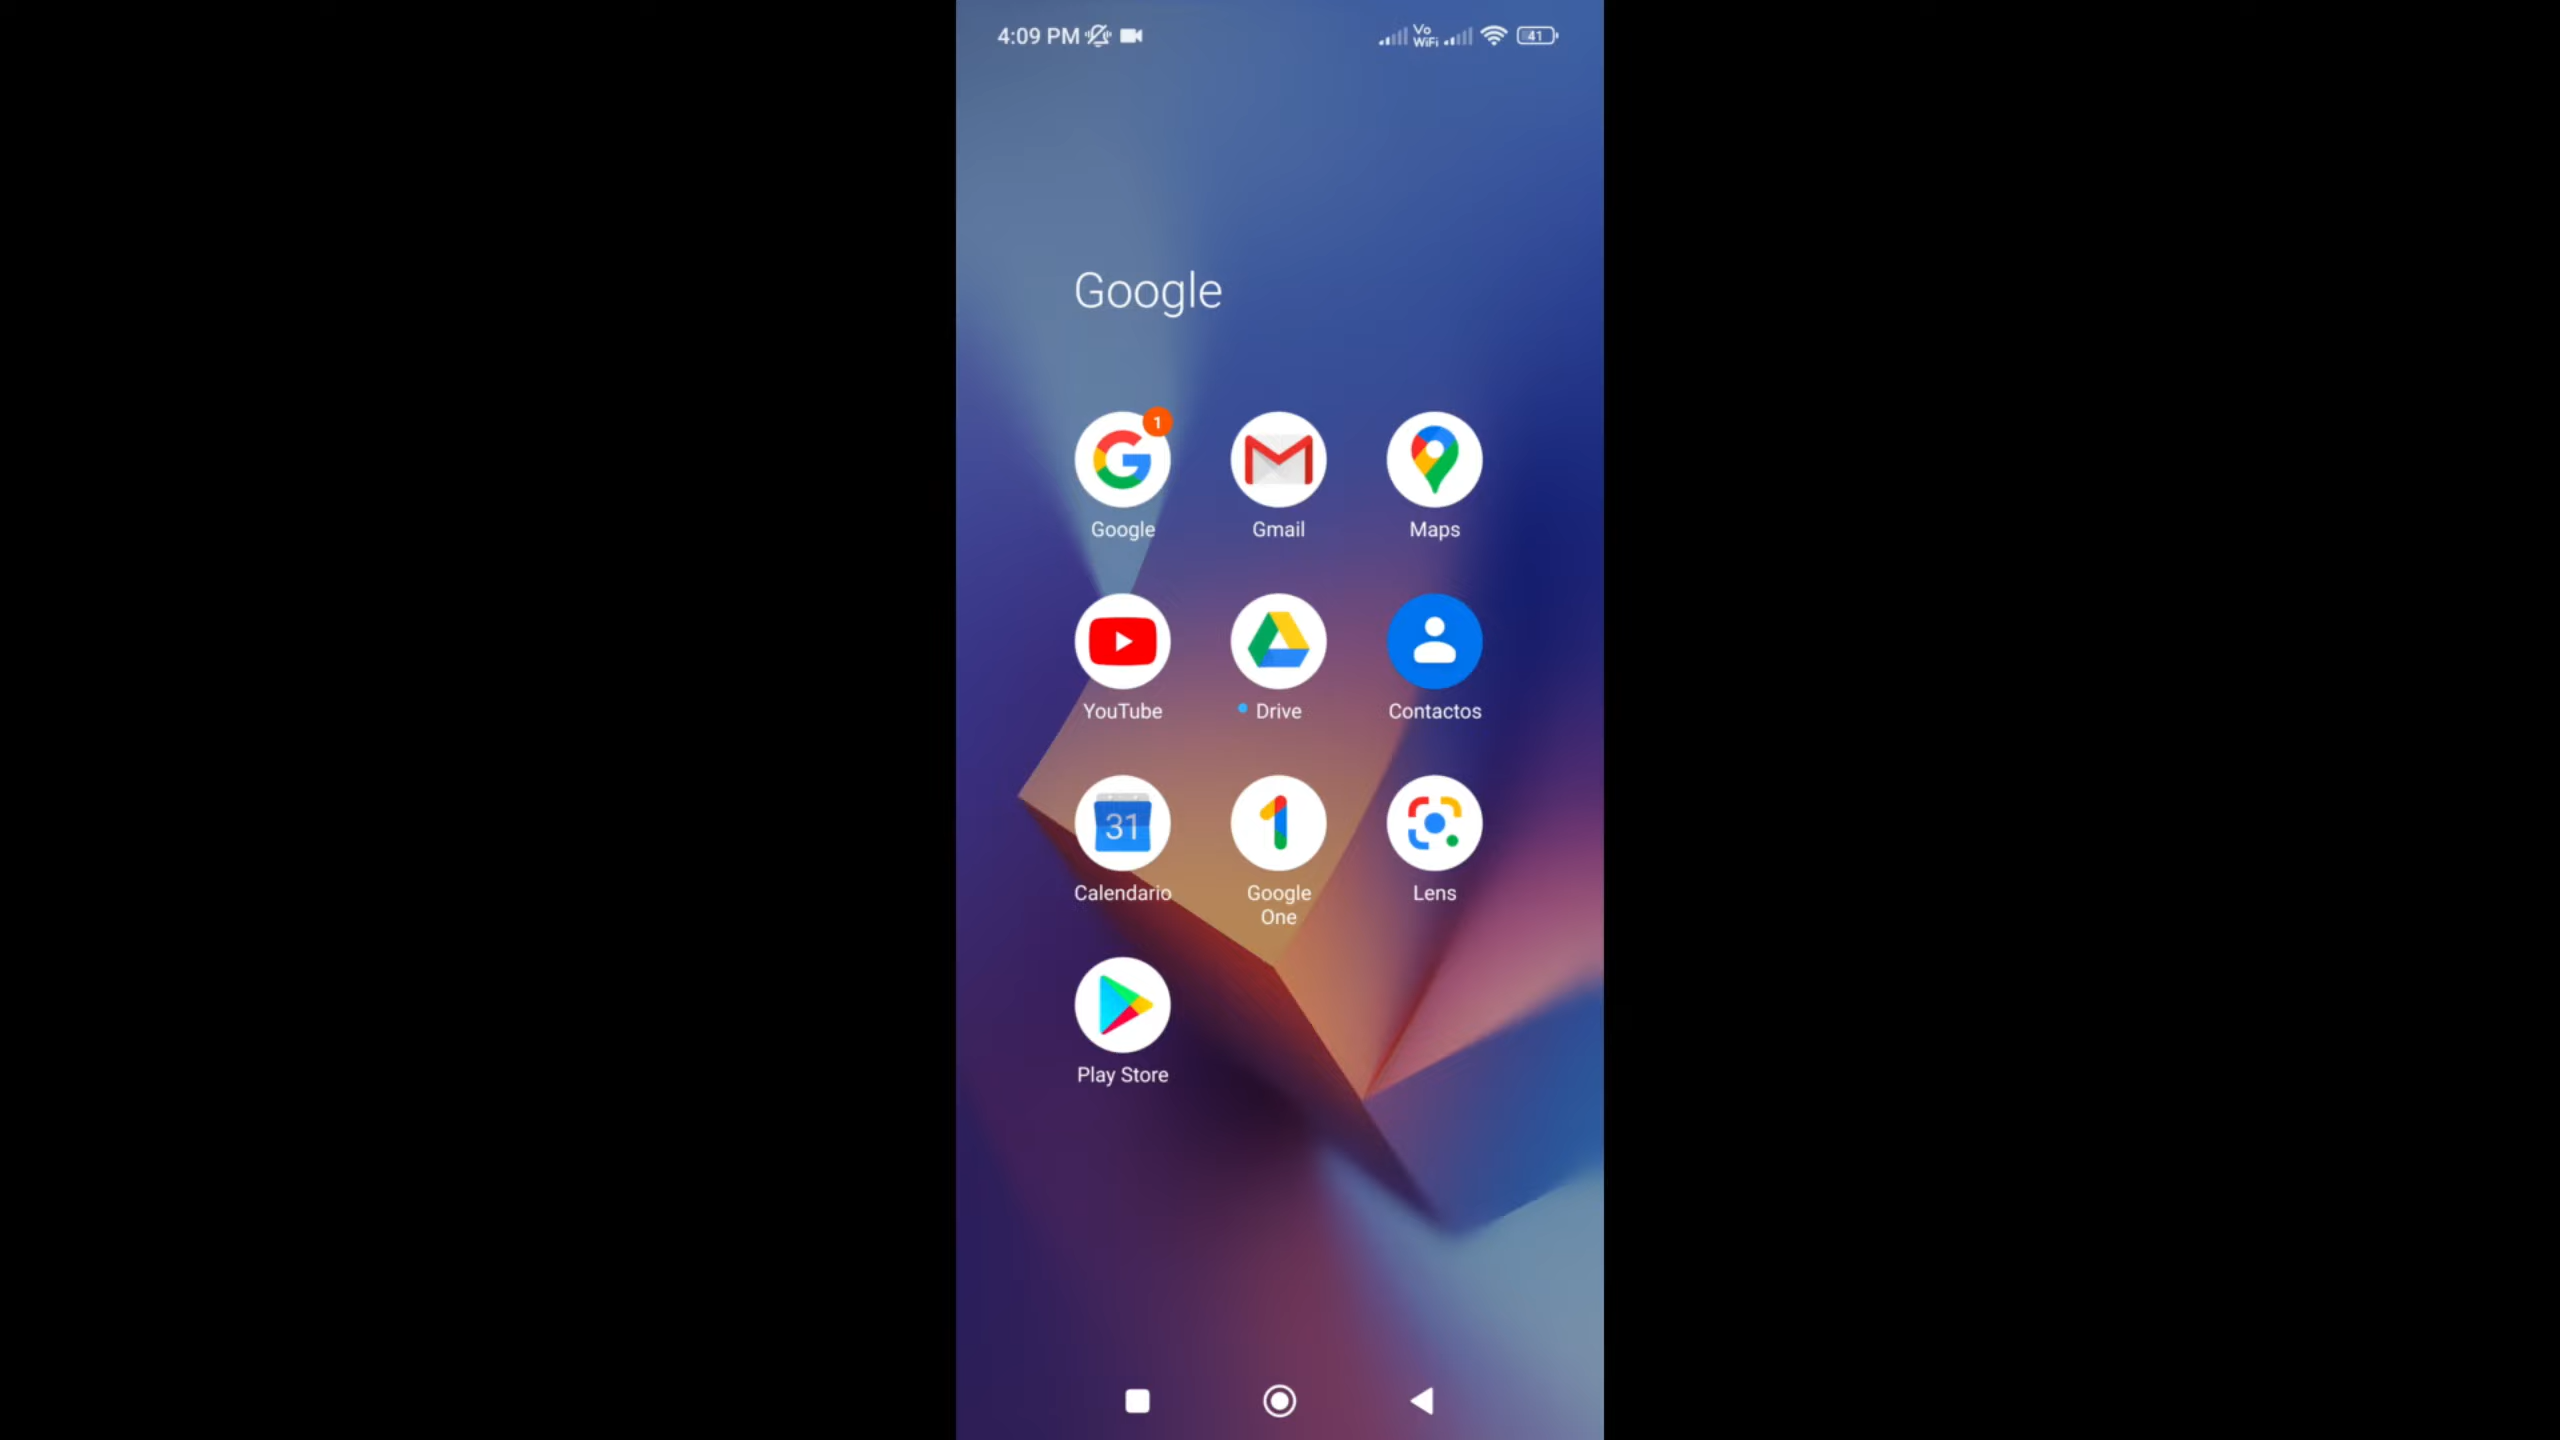 4:09 PM
Vo
WiFi
41
Google
1
Google
Gmail
Maps
YouTube
Drive
Contactos
31
Calendario
Google
One
Lens
Play Store